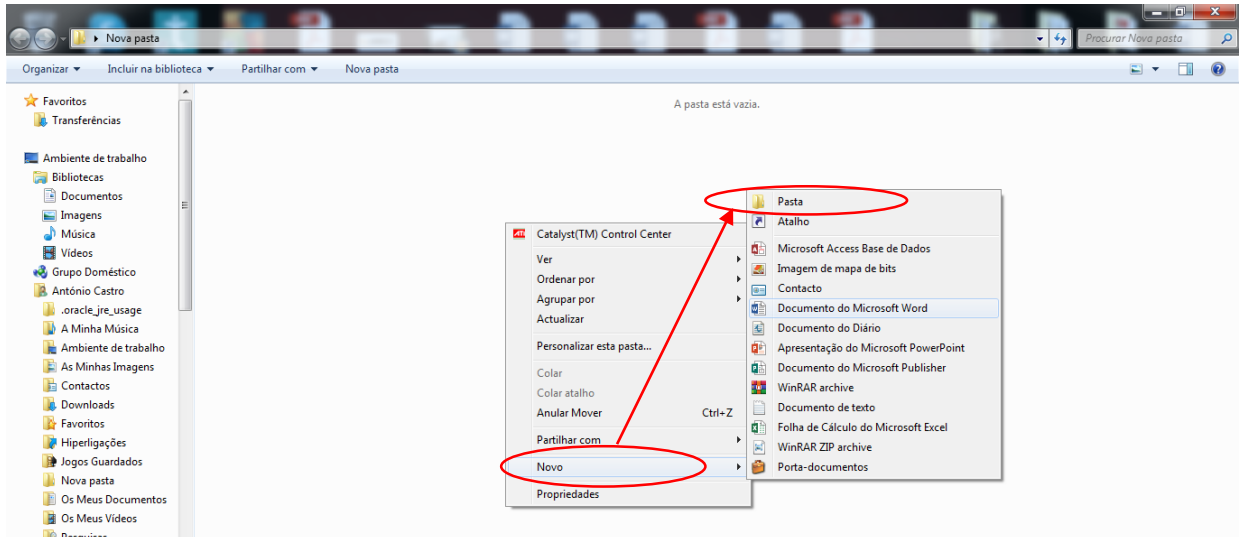 Nova pasta
Procurar Nova pasta
Organizar
Incluir na biblioteca
Partilhar com
Nova pasta
Favoritos
Transferências
Ambiente de trabalho
Bibliotecas
Documentos
Imagens
Música
Vídeos
Grupo Doméstico
António Castro
.oracle_jre_usage
A Minha Música
Ambiente de trabalho
As Minhas Imagens
Contactos
Downloads
Favoritos
Hiperligações
Jogos Guardados
Nova pasta
Os Meus Documentos
Os Meus Vídeos
Pesquisas
A pasta está vazia.
ATI
Catalyst(TM) Control Center
Ver
Ordenar por
Agrupar por
Actualizar
Personalizar esta pasta...
Colar
Colar atalho
Anular Mover Ctrl+Z
Partilhar com
Novo
Propriedades
Pasta
Atalho
Microsoft Access Base de Dados
Imagem de mapa de bits
Contacto
Documento do Microsoft Word
Documento do Diário
Apresentação do Microsoft PowerPoint
Documento do Microsoft Publisher
WinRAR archive
Documento de texto
Folha de Cálculo do Microsoft Excel
WinRAR ZIP archive
Porta-documentos